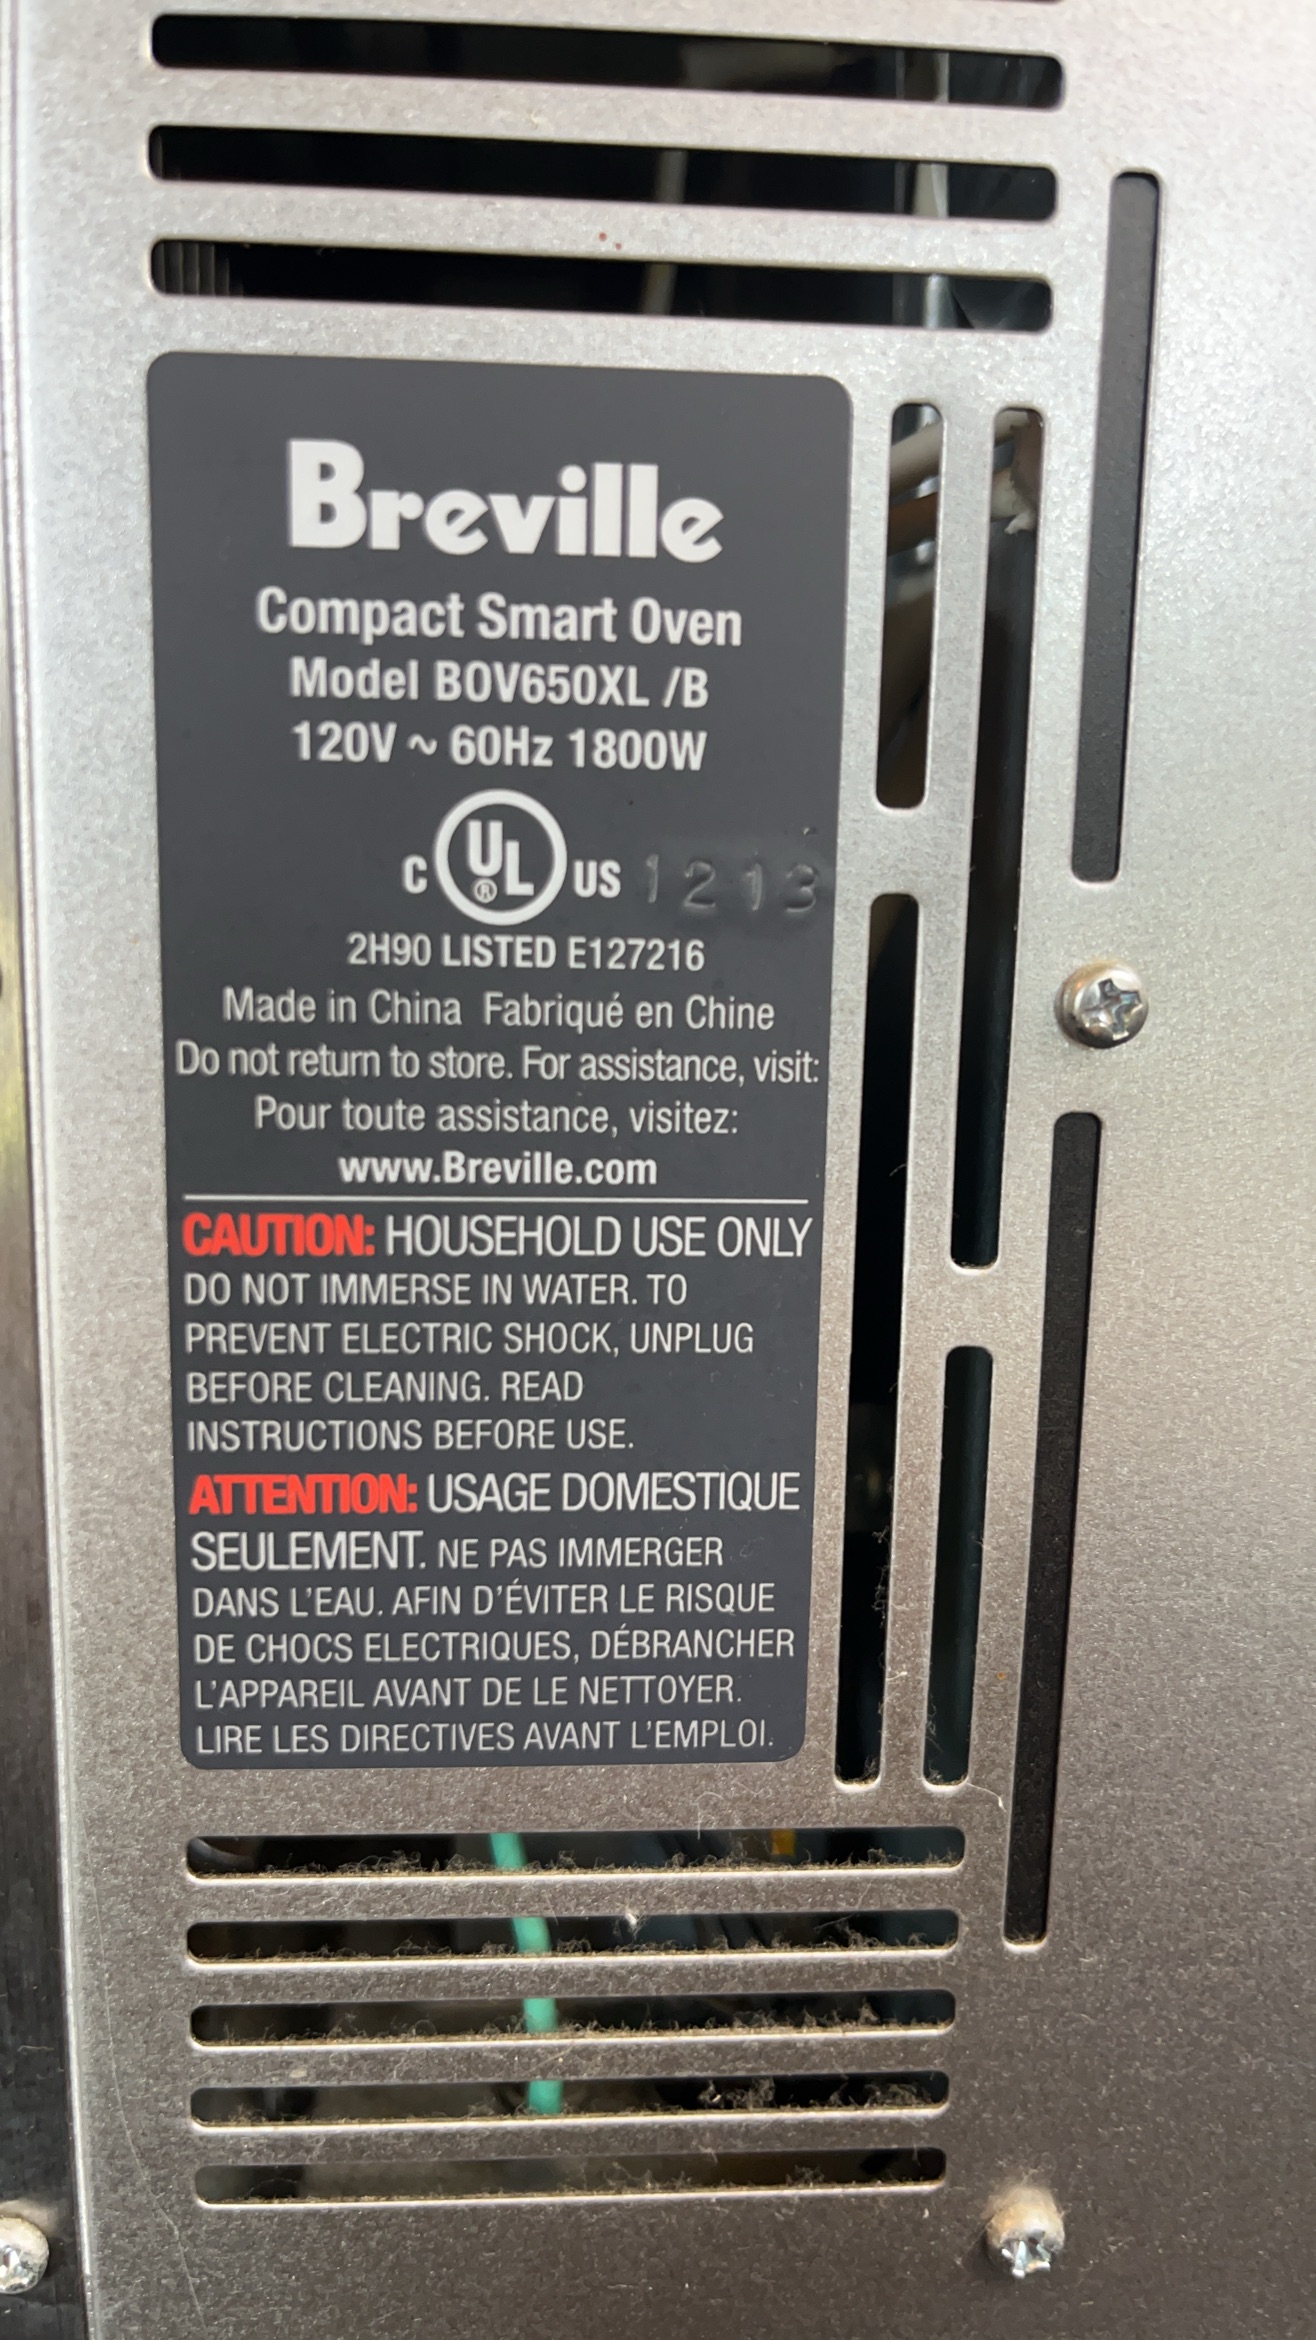 Breville
Compact Smart Oven
Model BOV650XL /B
120V ~ 60Hz 1800W
C UL® US 1213
2H90 LISTED E127216
Made in China Fabriqué en Chine
Do not return to store. For assistance, visit:
Pour toute assistance, visitez:
www.Breville.com
CAUTION: HOUSEHOLD USE ONLY
DO NOT IMMERSE IN WATER. TO
PREVENT ELECTRIC SHOCK, UNPLUG
BEFORE CLEANING. READ
INSTRUCTIONS BEFORE USE.
ATTENTION: USAGE DOMESTIQUE
SEULEMENT. NE PAS IMMERGER
DANS L'EAU. AFIN D'ÉVITER LE RISQUE
DE CHOCS ELECTRIQUES, DÉBRANCHER
L'APPAREIL AVANT DE LE NETTOYER.
LIRE LES DIRECTIVES AVANT L'EMPLOI.